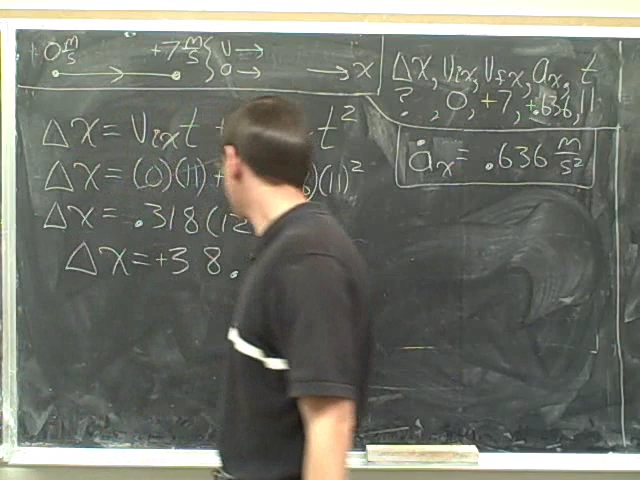 +0 m/s +7 m/s { v →
a → → x
Δx, vix, vfx, ax, t
?, 0, +7, +.636, 11
ax = .636 m/s²
Δx = vixt + t²
Δx = (0)(11) + )(11)²
Δx = .318(12
Δx = +38.